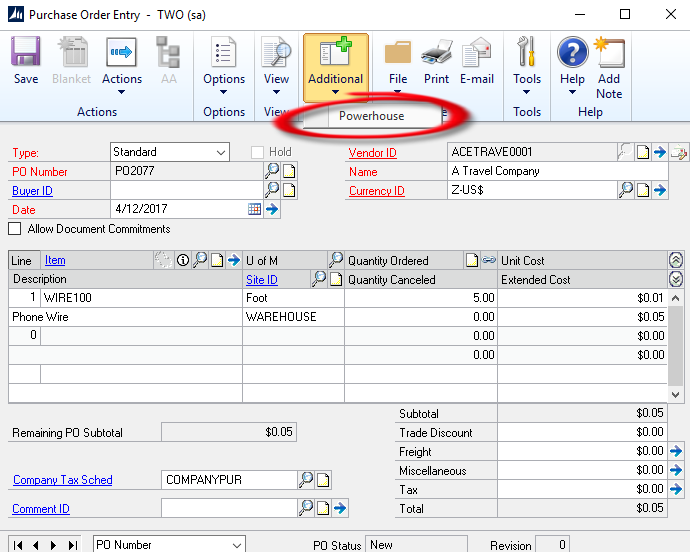 Purchase Order Entry - TWO (sa)
Save Blanket Actions AA Options View Additional File Print E-mail Tools Help Add Note
Actions Options View Tools Help
Powerhouse
Type: Standard Hold Vendor ID ACETRAVE0001
PO Number PO2077 Name A Travel Company
Buyer ID Currency ID Z-US$
Date 4/12/2017
Allow Document Commitments
Line Item U of M Quantity Ordered Unit Cost
Description Site ID Quantity Canceled Extended Cost
1 WIRE100 Foot 5.00 $0.01
Phone Wire WAREHOUSE 0.00 $0.05
0 0.00 $0.00
0.00 $0.00
Subtotal $0.05
Remaining PO Subtotal $0.05 Trade Discount $0.00
Freight $0.00
Miscellaneous $0.00
Company Tax Sched COMPANYPUR Tax $0.00
Comment ID Total $0.05
PO Number PO Status New Revision 0